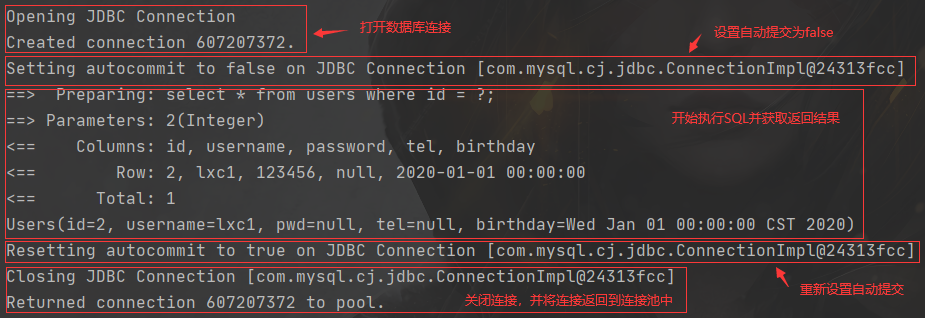 Opening JDBC Connection
Created connection 607207372.
打开数据库连接
设置自动提交为false
Setting autocommit to false on JDBC Connection [com.mysql.cj.jdbc.ConnectionImpl@24313fcc]
==>  Preparing: select * from users where id = ?;
==> Parameters: 2(Integer)
开始执行SQL并获取返回结果
<==    Columns: id, username, password, tel, birthday
<==        Row: 2, lxc1, 123456, null, 2020-01-01 00:00:00
<==      Total: 1
Users(id=2, username=lxc1, pwd=null, tel=null, birthday=Wed Jan 01 00:00:00 CST 2020)
Resetting autocommit to true on JDBC Connection [com.mysql.cj.jdbc.ConnectionImpl@24313fcc]
Closing JDBC Connection [com.mysql.cj.jdbc.ConnectionImpl@24313fcc]
重新设置自动提交
Returned connection 607207372 to pool.
关闭连接，并将连接返回到连接池中